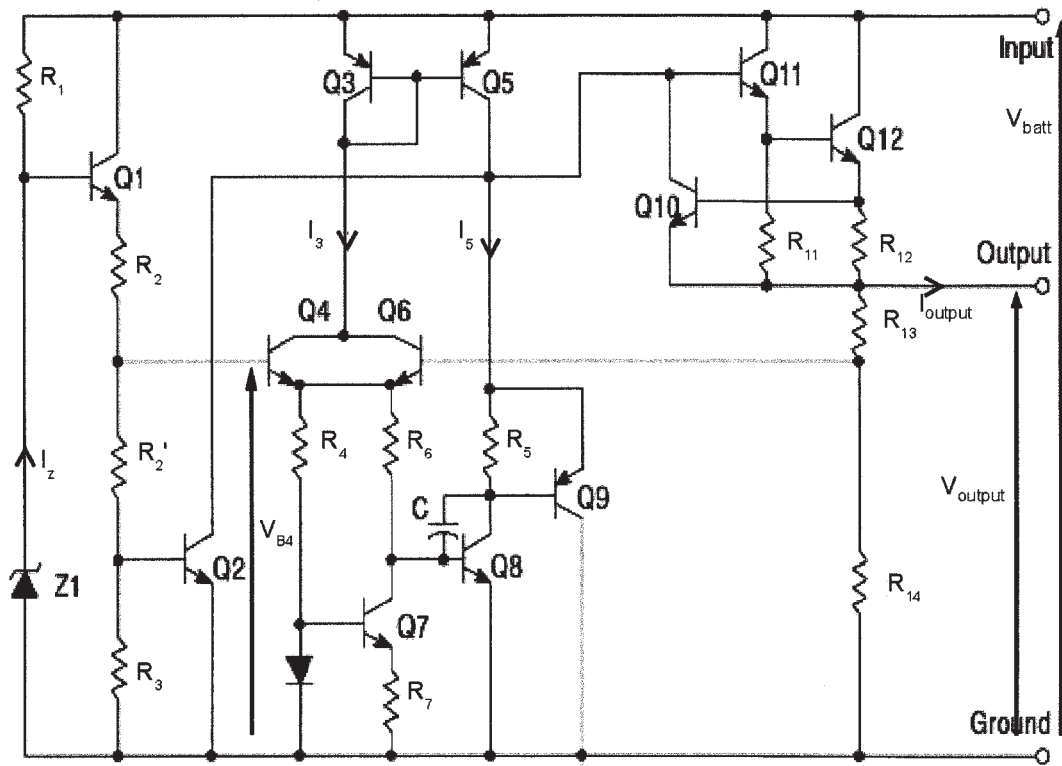 Input
R1
Q3
Q5
Q11
Vbatt
Q12
Q1
Q10
I3
I5
R11
R12
Output
R2
Ioutput
Q4
Q6
R13
R2'
R4
R6
R5
Iz
Q9
Voutput
C
VB4
Q2
Q8
Z1
R14
Q7
R3
R7
Ground